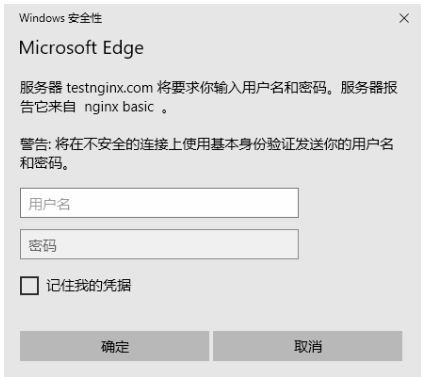 Windows 安全性
Microsoft Edge
服务器 testnginx.com 将要求你输入用户名和密码。服务器报
告它来自 nginx basic 。
警告: 将在不安全的连接上使用基本身份验证发送你的用户名
和密码。
用户名
密码
记住我的凭据
确定 取消